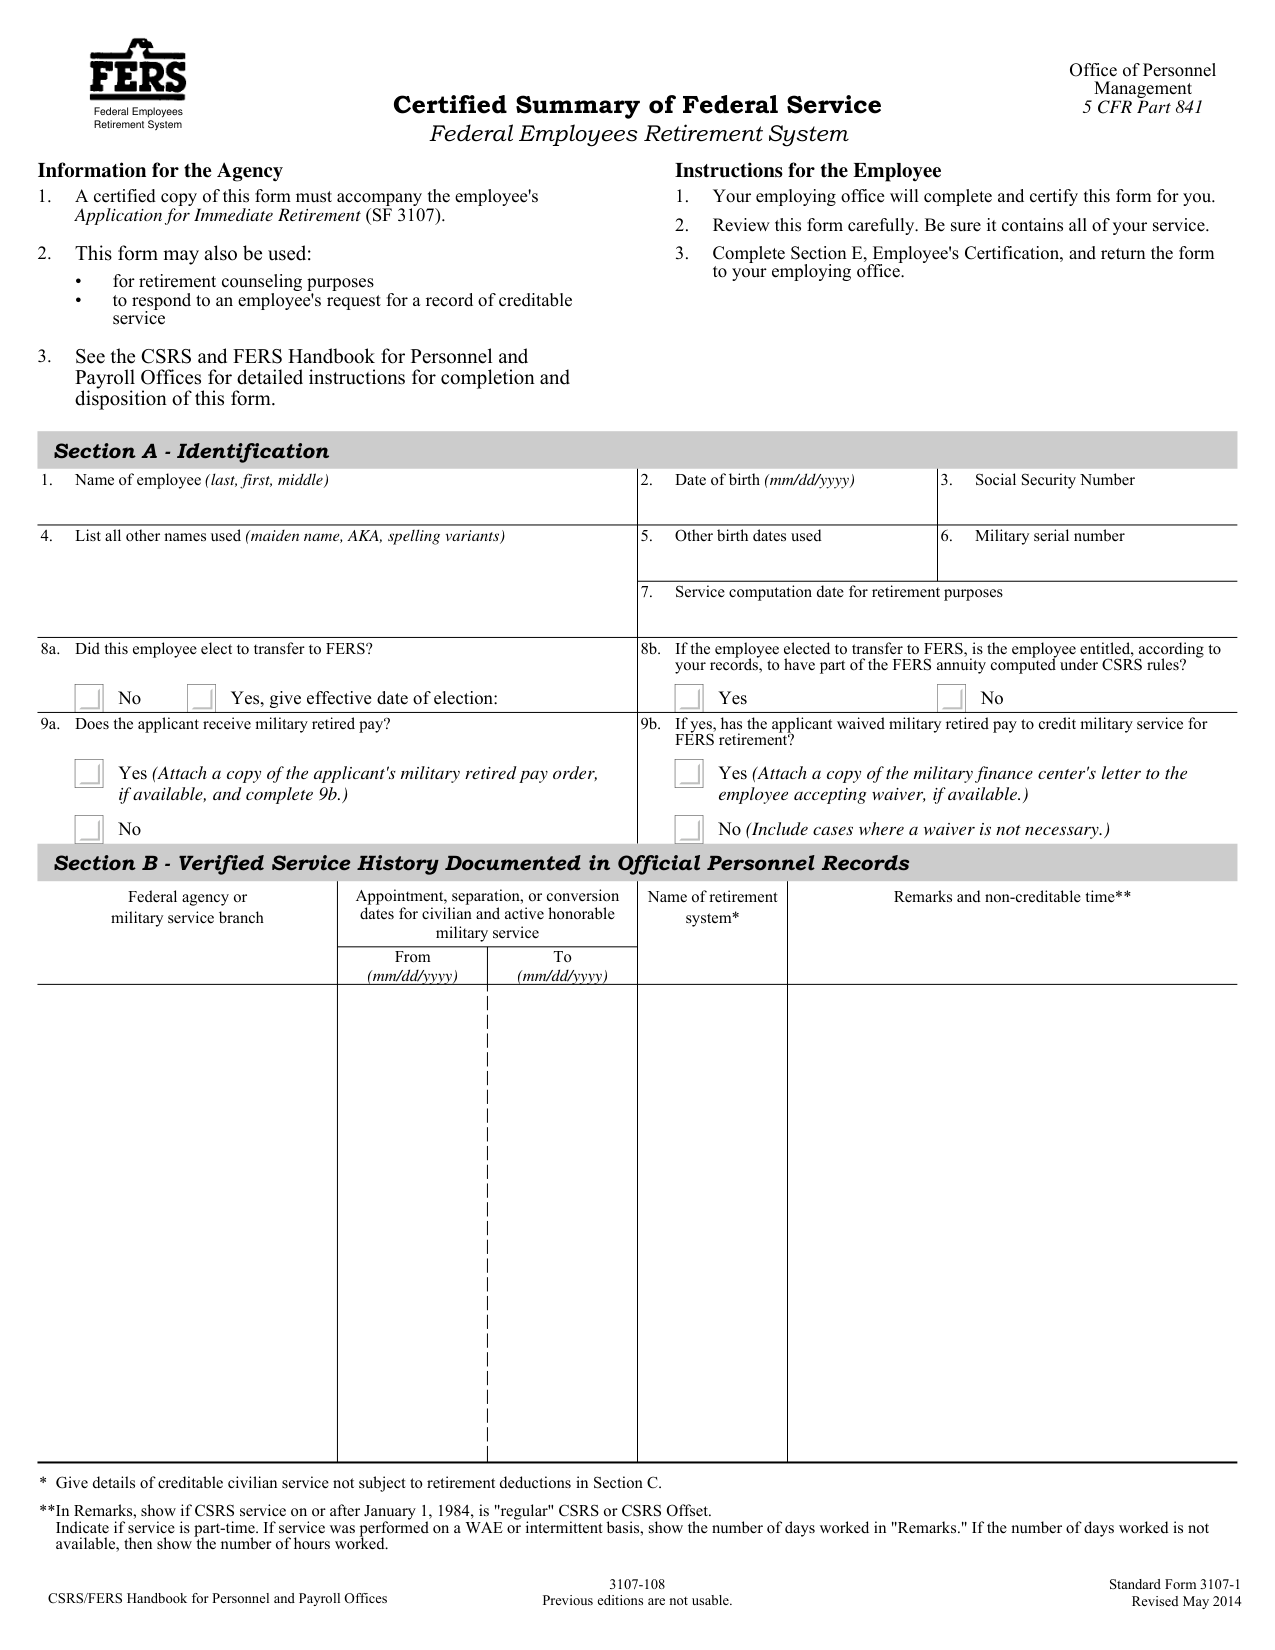 FERS
Federal Employees
Retirement System
Certified Summary of Federal Service
Federal Employees Retirement System
Office of Personnel
Management
5 CFR Part 841
Information for the Agency
1. A certified copy of this form must accompany the employee's
Application for Immediate Retirement (SF 3107).
2. This form may also be used:
• for retirement counseling purposes
• to respond to an employee's request for a record of creditable
service
3. See the CSRS and FERS Handbook for Personnel and
Payroll Offices for detailed instructions for completion and
disposition of this form.
Instructions for the Employee
1. Your employing office will complete and certify this form for you.
2. Review this form carefully. Be sure it contains all of your service.
3. Complete Section E, Employee's Certification, and return the form
to your employing office.
Section A - Identification
1. Name of employee (last, first, middle)
2. Date of birth (mm/dd/yyyy)
3. Social Security Number
4. List all other names used (maiden name, AKA, spelling variants)
5. Other birth dates used
6. Military serial number
7. Service computation date for retirement purposes
8a. Did this employee elect to transfer to FERS?
No Yes, give effective date of election:
8b. If the employee elected to transfer to FERS, is the employee entitled, according to
your records, to have part of the FERS annuity computed under CSRS rules?
Yes No
9a. Does the applicant receive military retired pay?
Yes (Attach a copy of the applicant's military retired pay order,
if available, and complete 9b.)
No
9b. If yes, has the applicant waived military retired pay to credit military service for
FERS retirement?
Yes (Attach a copy of the military finance center's letter to the
employee accepting waiver, if available.)
No (Include cases where a waiver is not necessary.)
Section B - Verified Service History Documented in Official Personnel Records
Federal agency or
military service branch
Appointment, separation, or conversion
dates for civilian and active honorable
military service
From
(mm/dd/yyyy)
To
(mm/dd/yyyy)
Name of retirement
system*
Remarks and non-creditable time**
* Give details of creditable civilian service not subject to retirement deductions in Section C.
**In Remarks, show if CSRS service on or after January 1, 1984, is "regular" CSRS or CSRS Offset.
Indicate if service is part-time. If service was performed on a WAE or intermittent basis, show the number of days worked in "Remarks." If the number of days worked is not
available, then show the number of hours worked.
CSRS/FERS Handbook for Personnel and Payroll Offices
3107-108
Previous editions are not usable.
Standard Form 3107-1
Revised May 2014